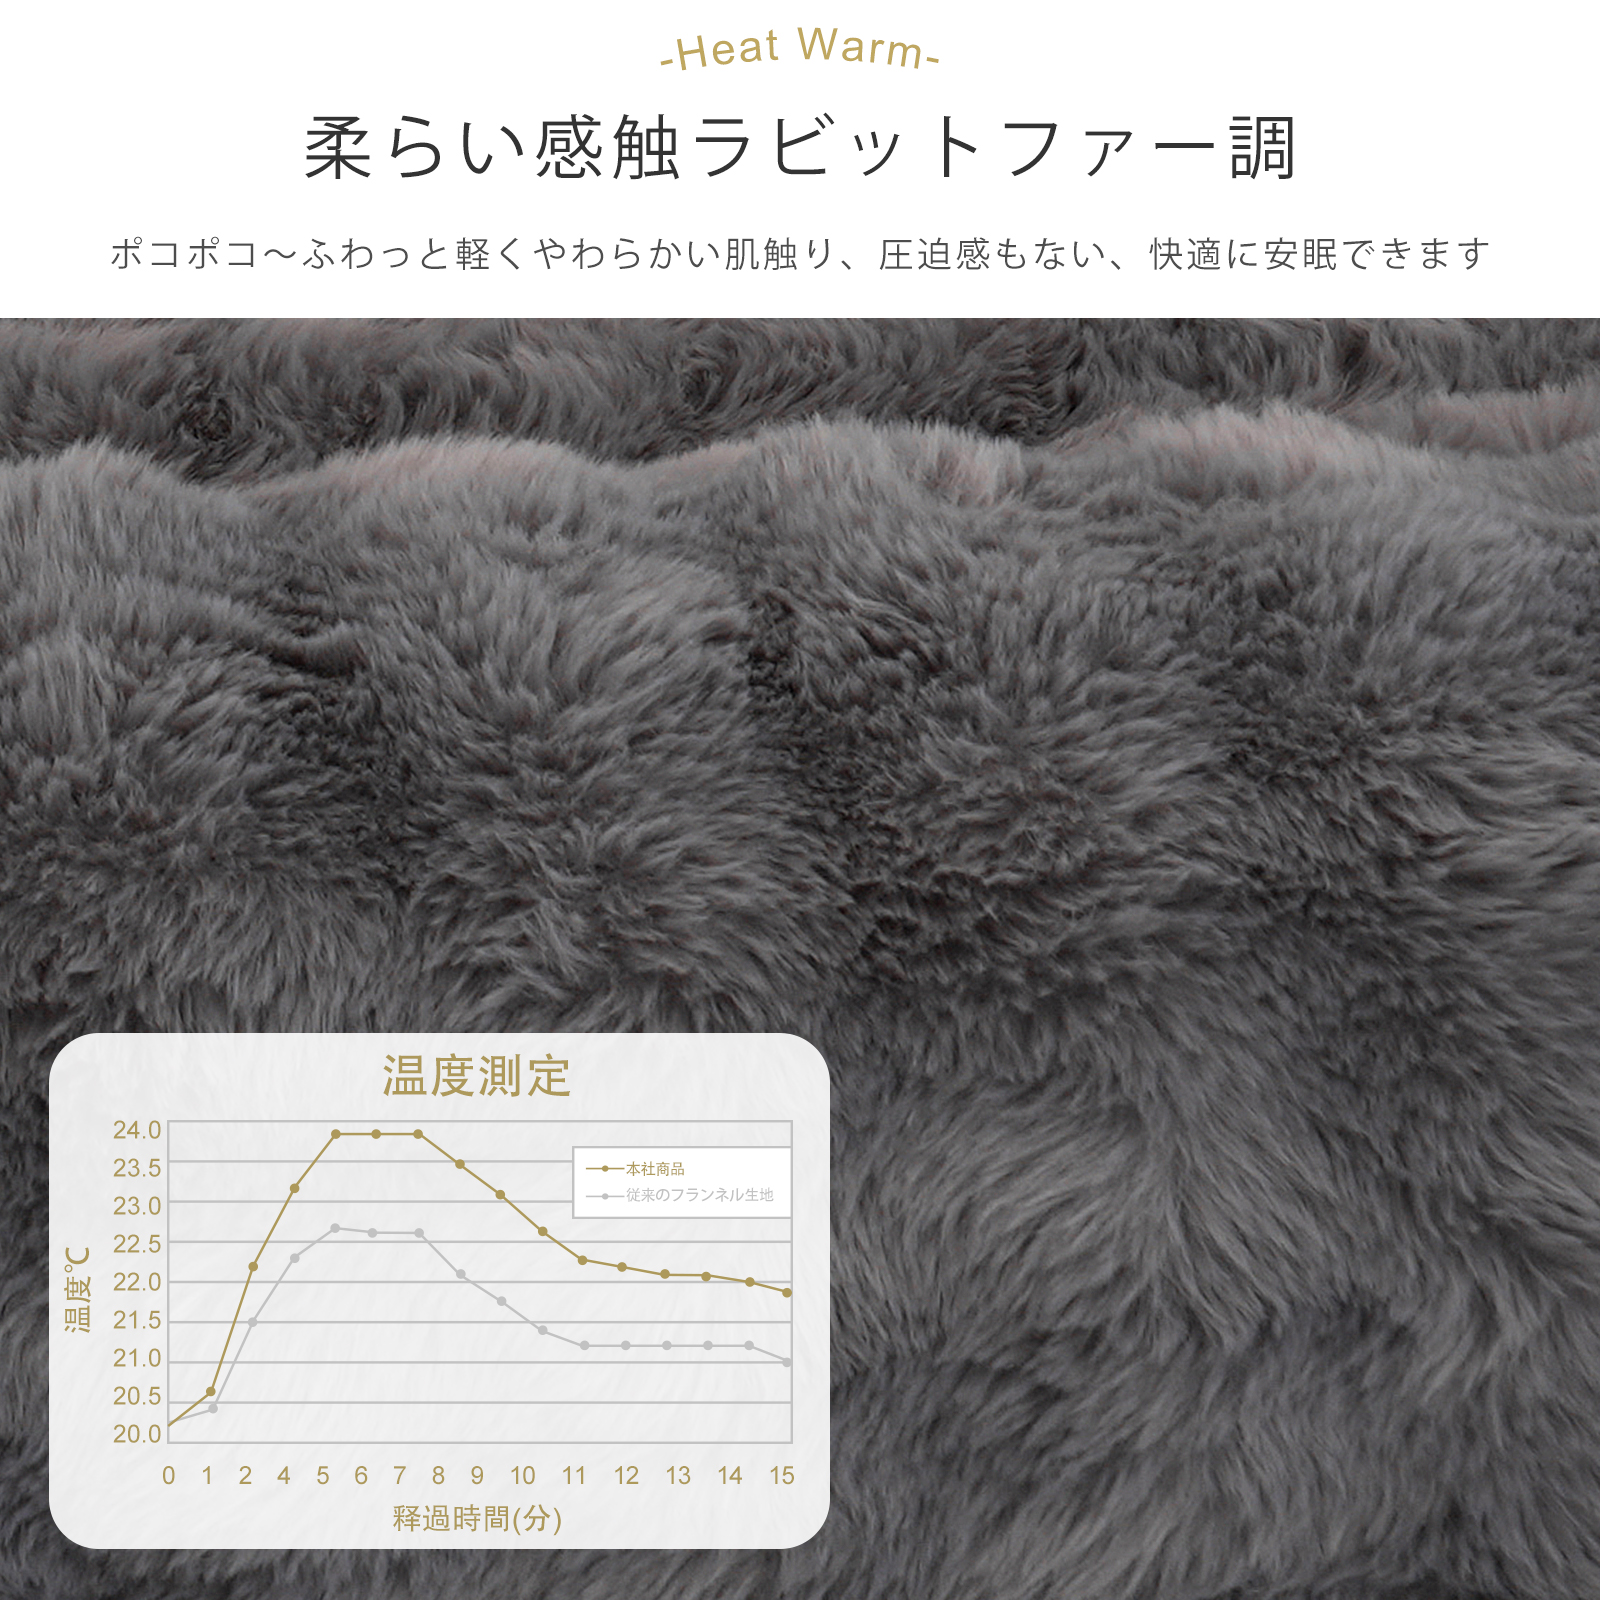 -Heat Warm-
柔らい感触ラビットファー調
ポコポコ〜ふわっと軽くやわらかい肌触り、圧迫感もない、快適に安眠できます
温度測定
24.0
23.5
23.0
22.5
22.0
21.5
21.0
20.5
20.0
温度℃
本社商品
従来のフランネル生地
0 1 2 4 5 6 7 8 9 10 11 12 13 14 15
釋過時間(分)